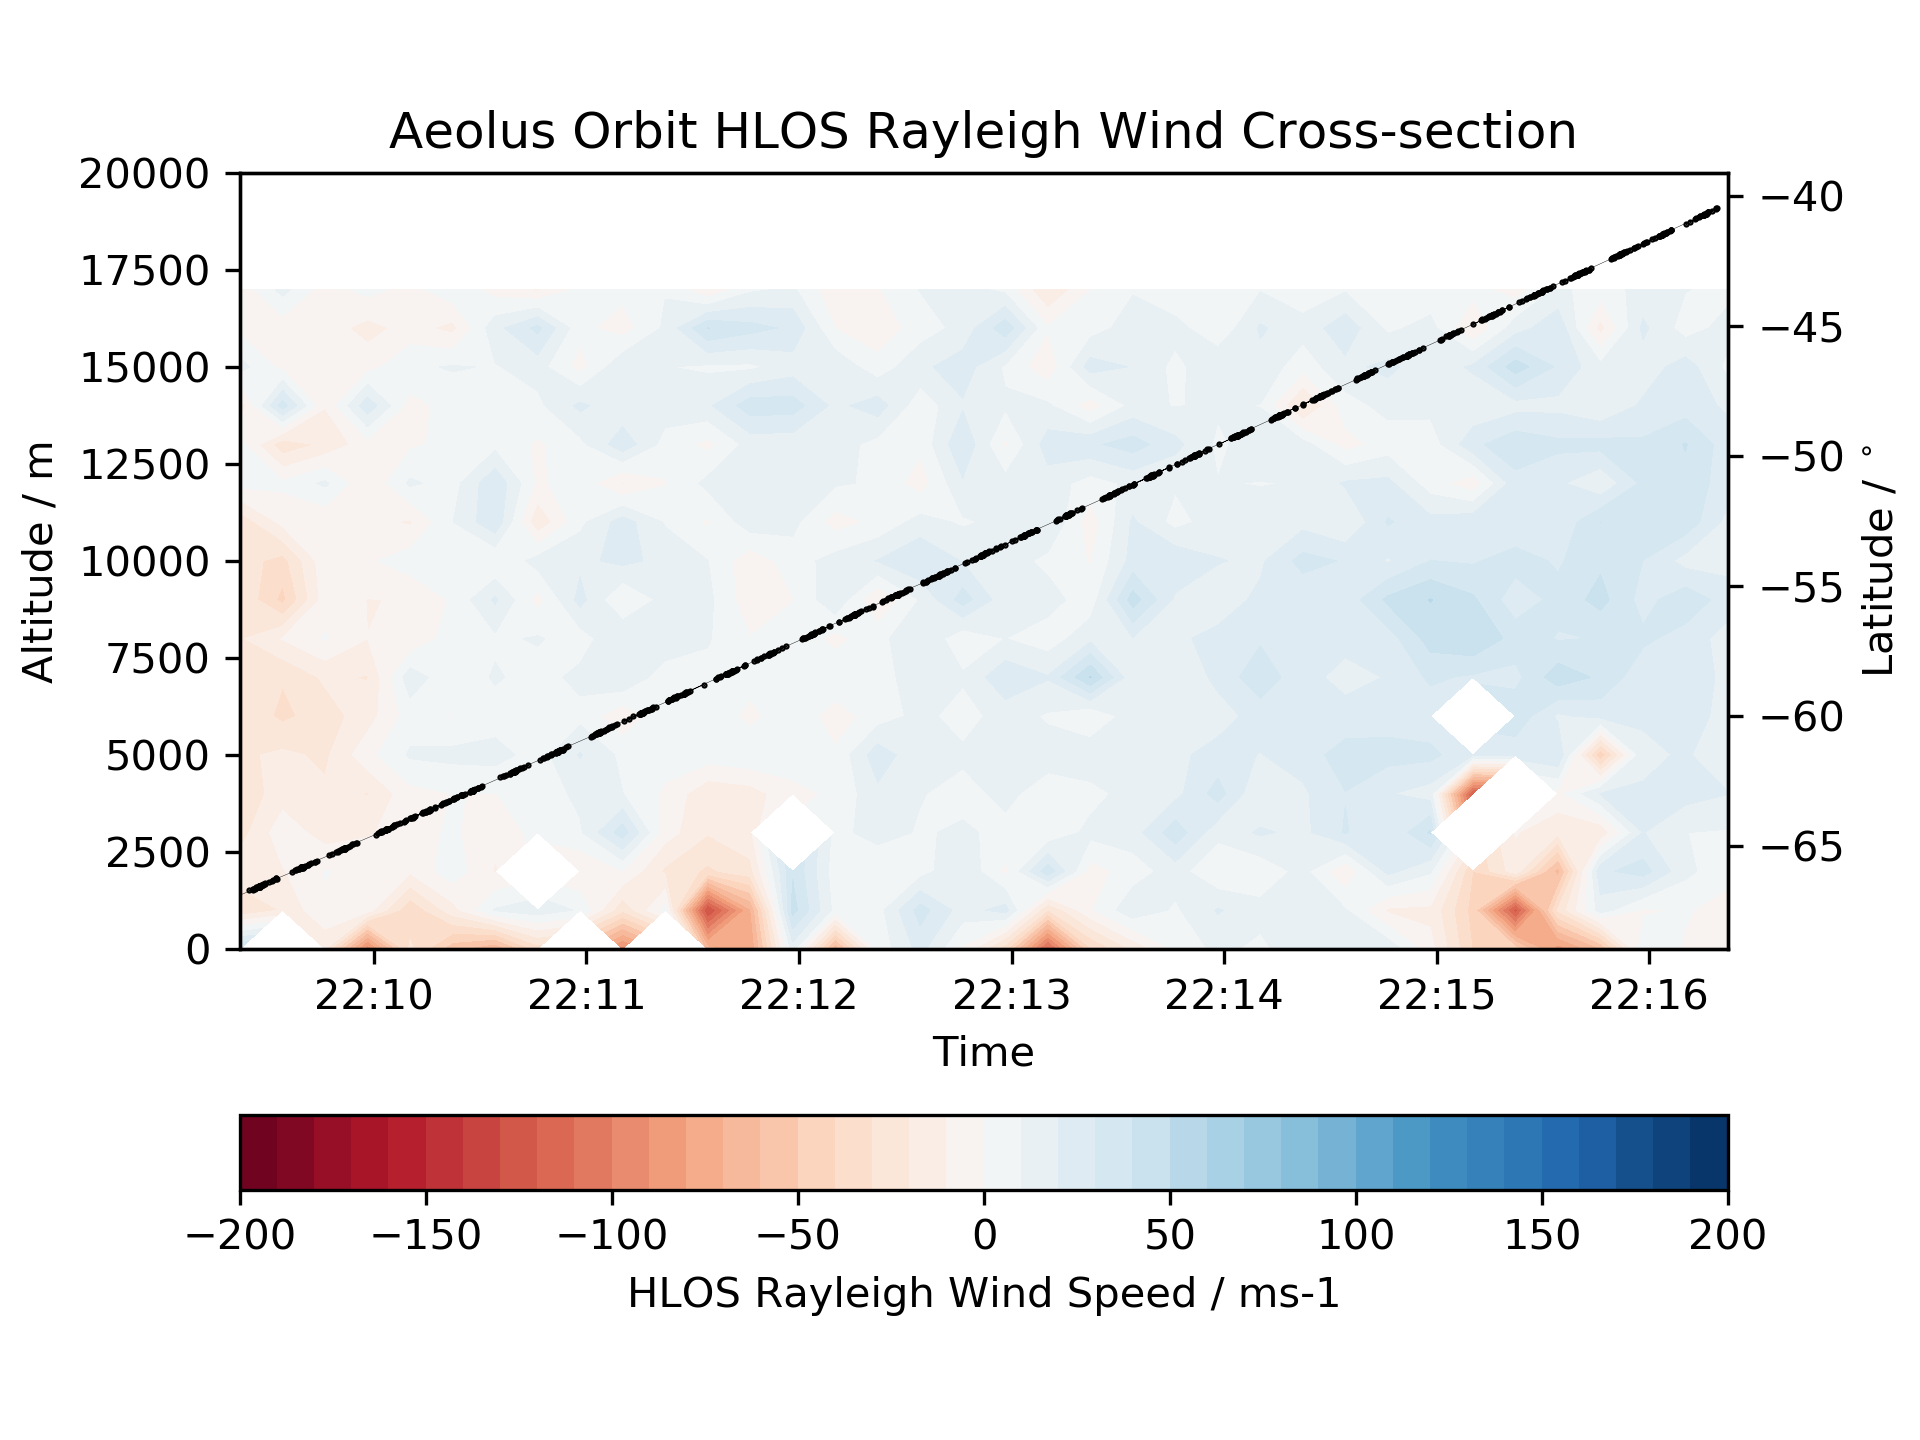 Aeolus Orbit HLOS Rayleigh Wind Cross-section
20000
17500
15000
12500
10000
7500
5000
2500
0
Altitude / m
−40
−45
−50
−55
−60
−65
Latitude / °
22:10 22:11 22:12 22:13 22:14 22:15 22:16
Time
−200 −150 −100 −50 0 50 100 150 200
HLOS Rayleigh Wind Speed / ms-1